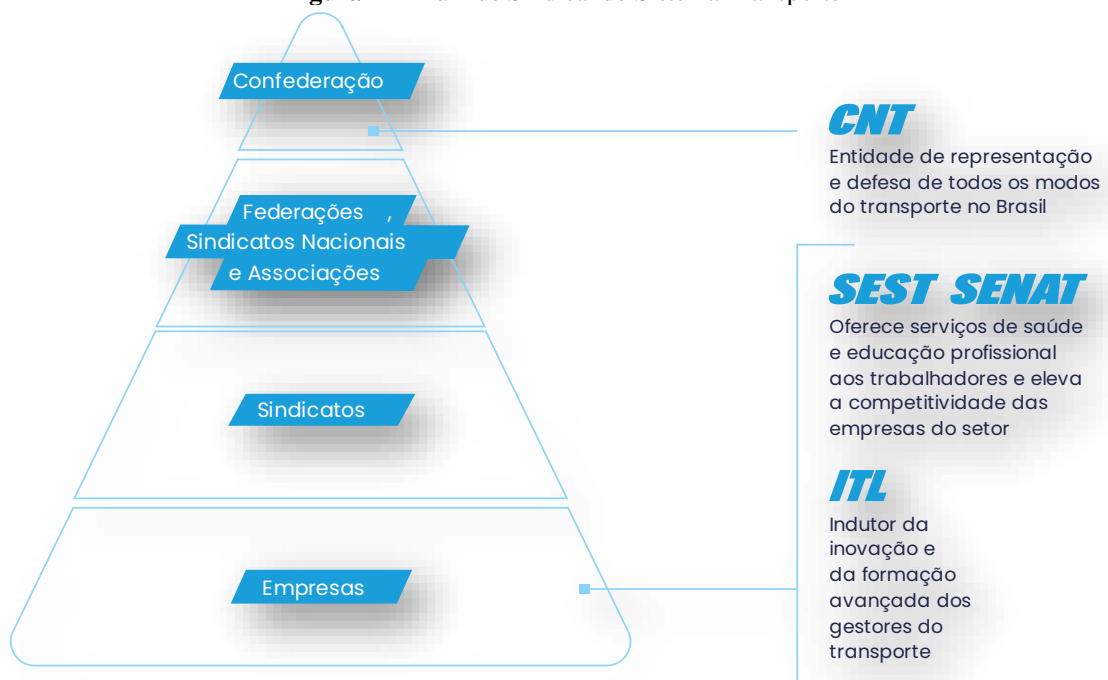 Confederação
Federações ,
Sindicatos Nacionais
e Associações
Sindicatos
Empresas
CNT
Entidade de representação
e defesa de todos os modos
do transporte no Brasil
SEST SENAT
Oferece serviços de saúde
e educação profissional
aos trabalhadores e eleva
a competitividade das
empresas do setor
ITL
Indutor da
inovação e
da formação
avançada dos
gestores do
transporte